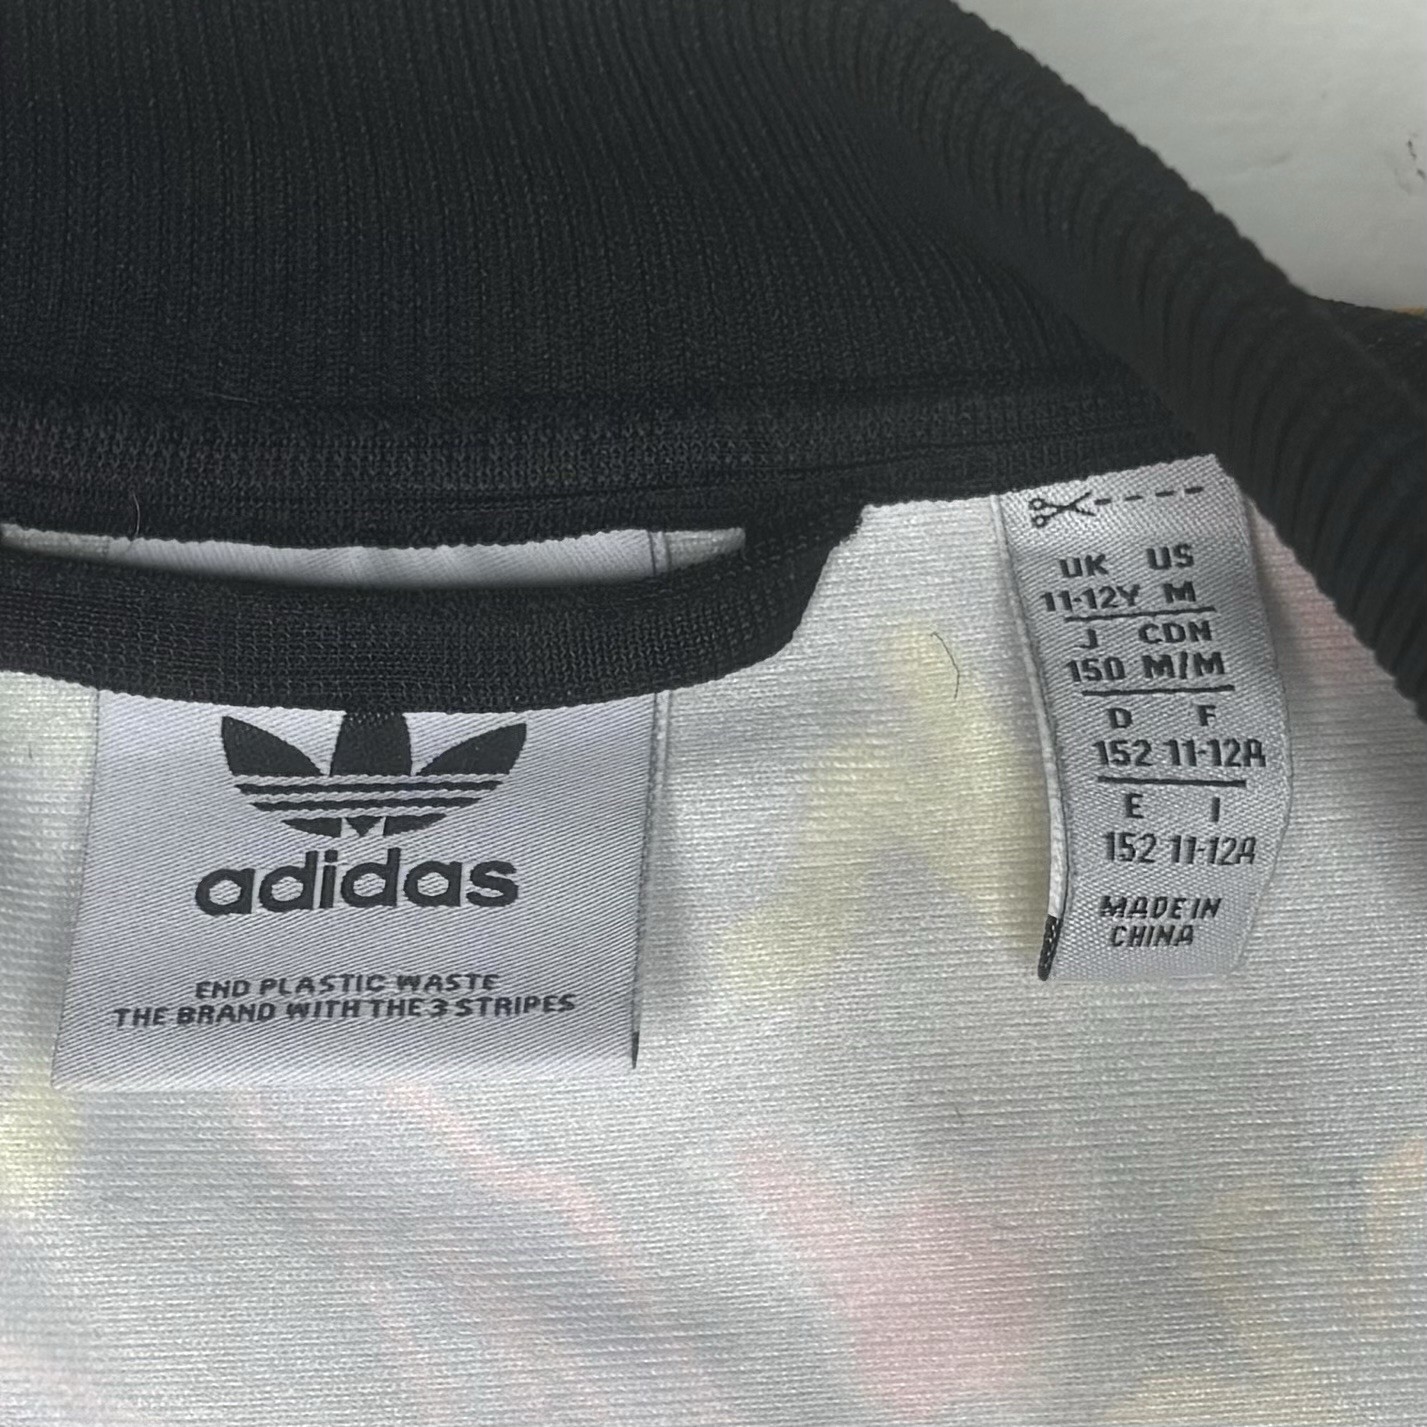 adidas
END PLASTIC WASTE
THE BRAND WITH THE 3 STRIPES
UK US
11-12Y M
J CDN
150 M/M
D F
152 11-12A
E I
152 11-12A
MADE IN
CHINA